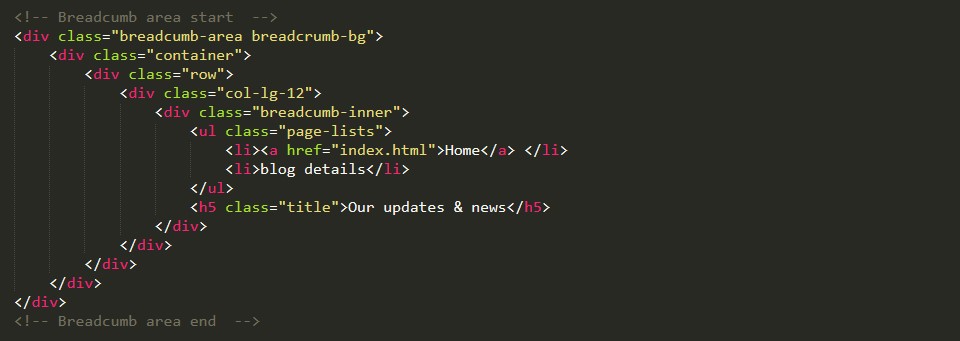 <!-- Breadcumb area start  -->
<div class="breadcumb-area breadcrumb-bg">
    <div class="container">
        <div class="row">
            <div class="col-lg-12">
                <div class="breadcumb-inner">
                    <ul class="page-lists">
                        <li><a href="index.html">Home</a> </li>
                        <li>blog details</li>
                    </ul>
                    <h5 class="title">Our updates & news</h5>
                </div>
            </div>
        </div>
    </div>
</div>
<!-- Breadcumb area end  -->